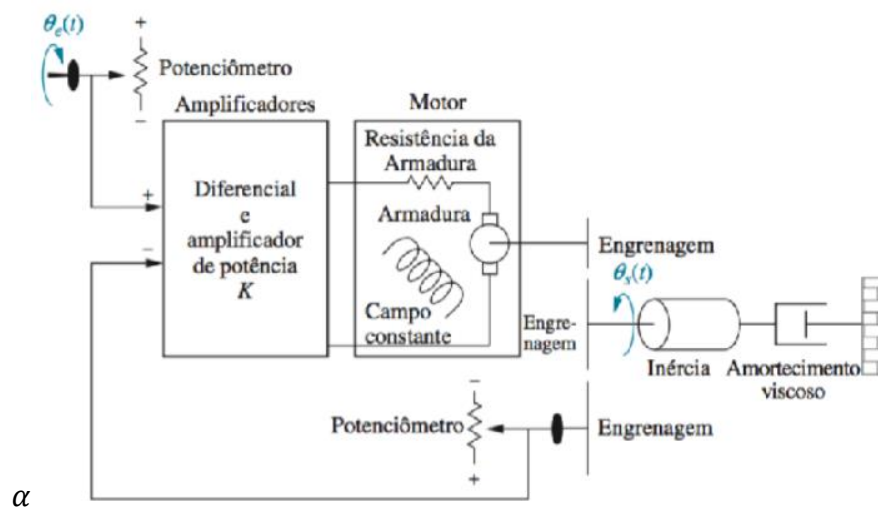 θₑ(t)
+
Potenciômetro
−
Amplificadores
Motor
+
−
Diferencial
e
amplificador
de potência
K
Resistência da
Armadura
Armadura
Campo
constante
Engrenagem
θₛ(t)
Engre-
nagem
Inércia
Amortecimento
viscoso
−
Potenciômetro
+
Engrenagem
α